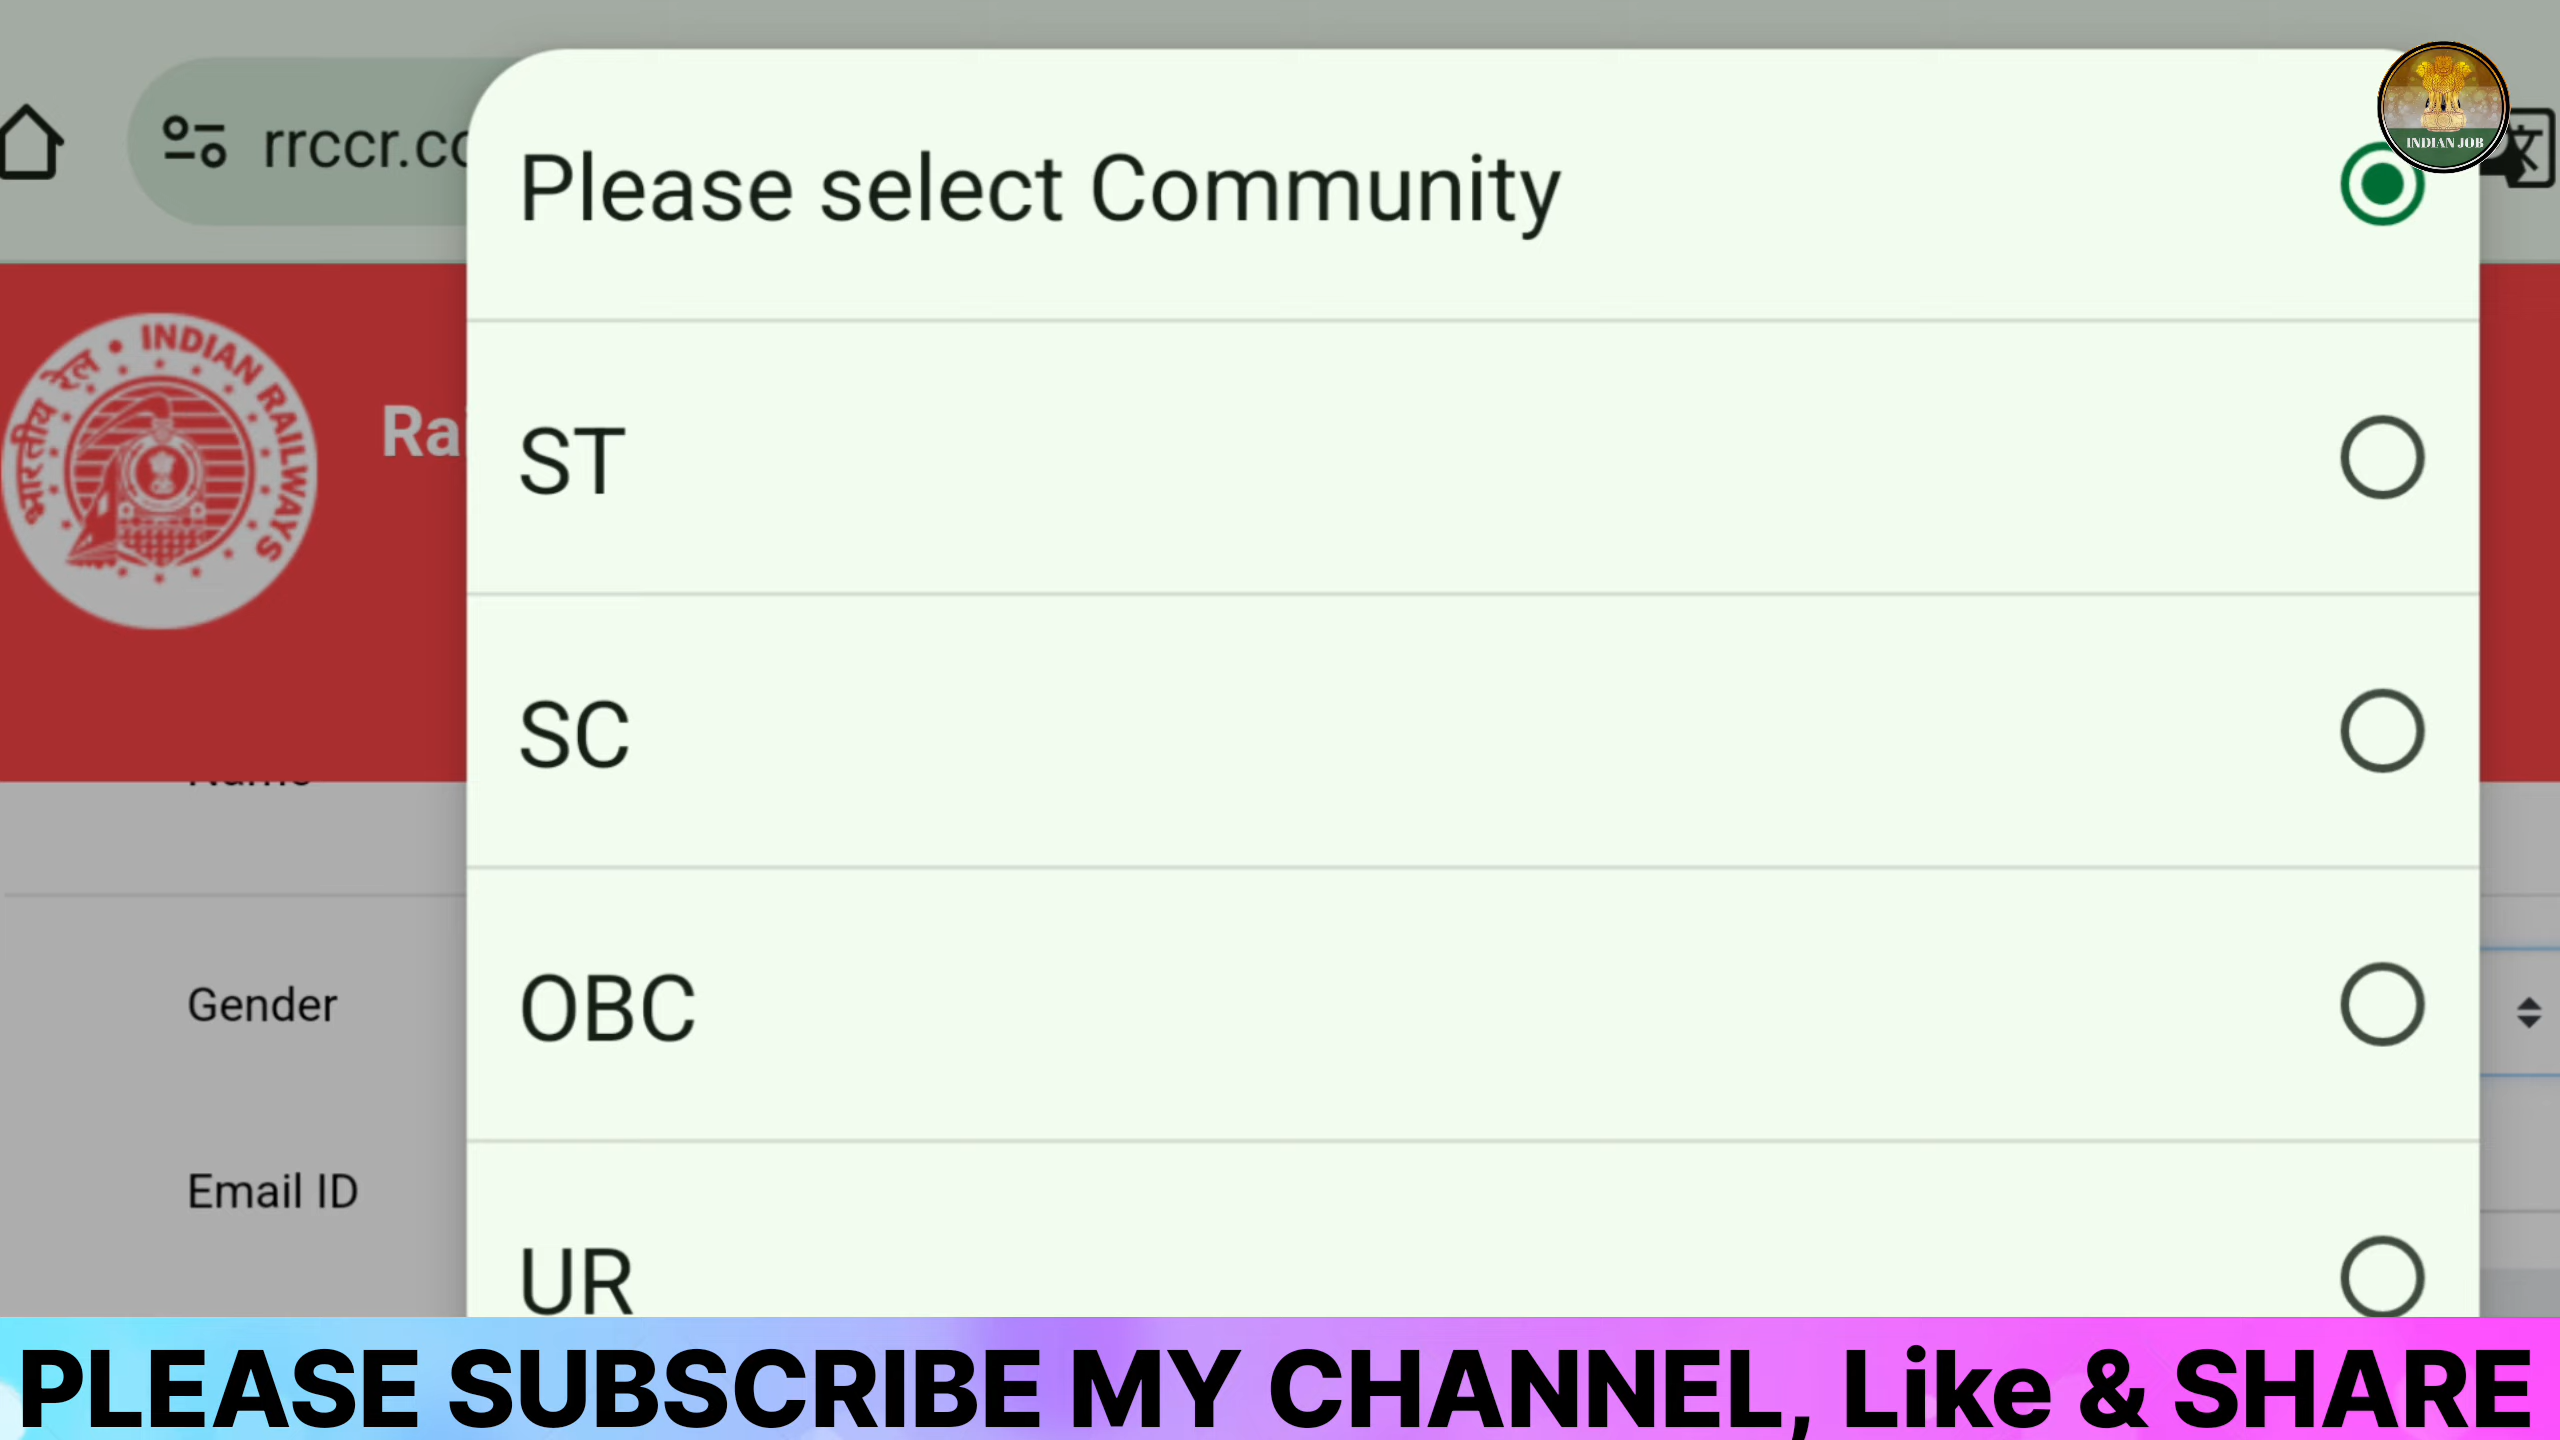 rrccr.co
Please select Community
INDIAN JOB
भारतीय रेल • INDIAN RAILWAYS
ST
SC
OBC
Gender
Email ID
UR
PLEASE SUBSCRIBE MY CHANNEL, Like & SHARE